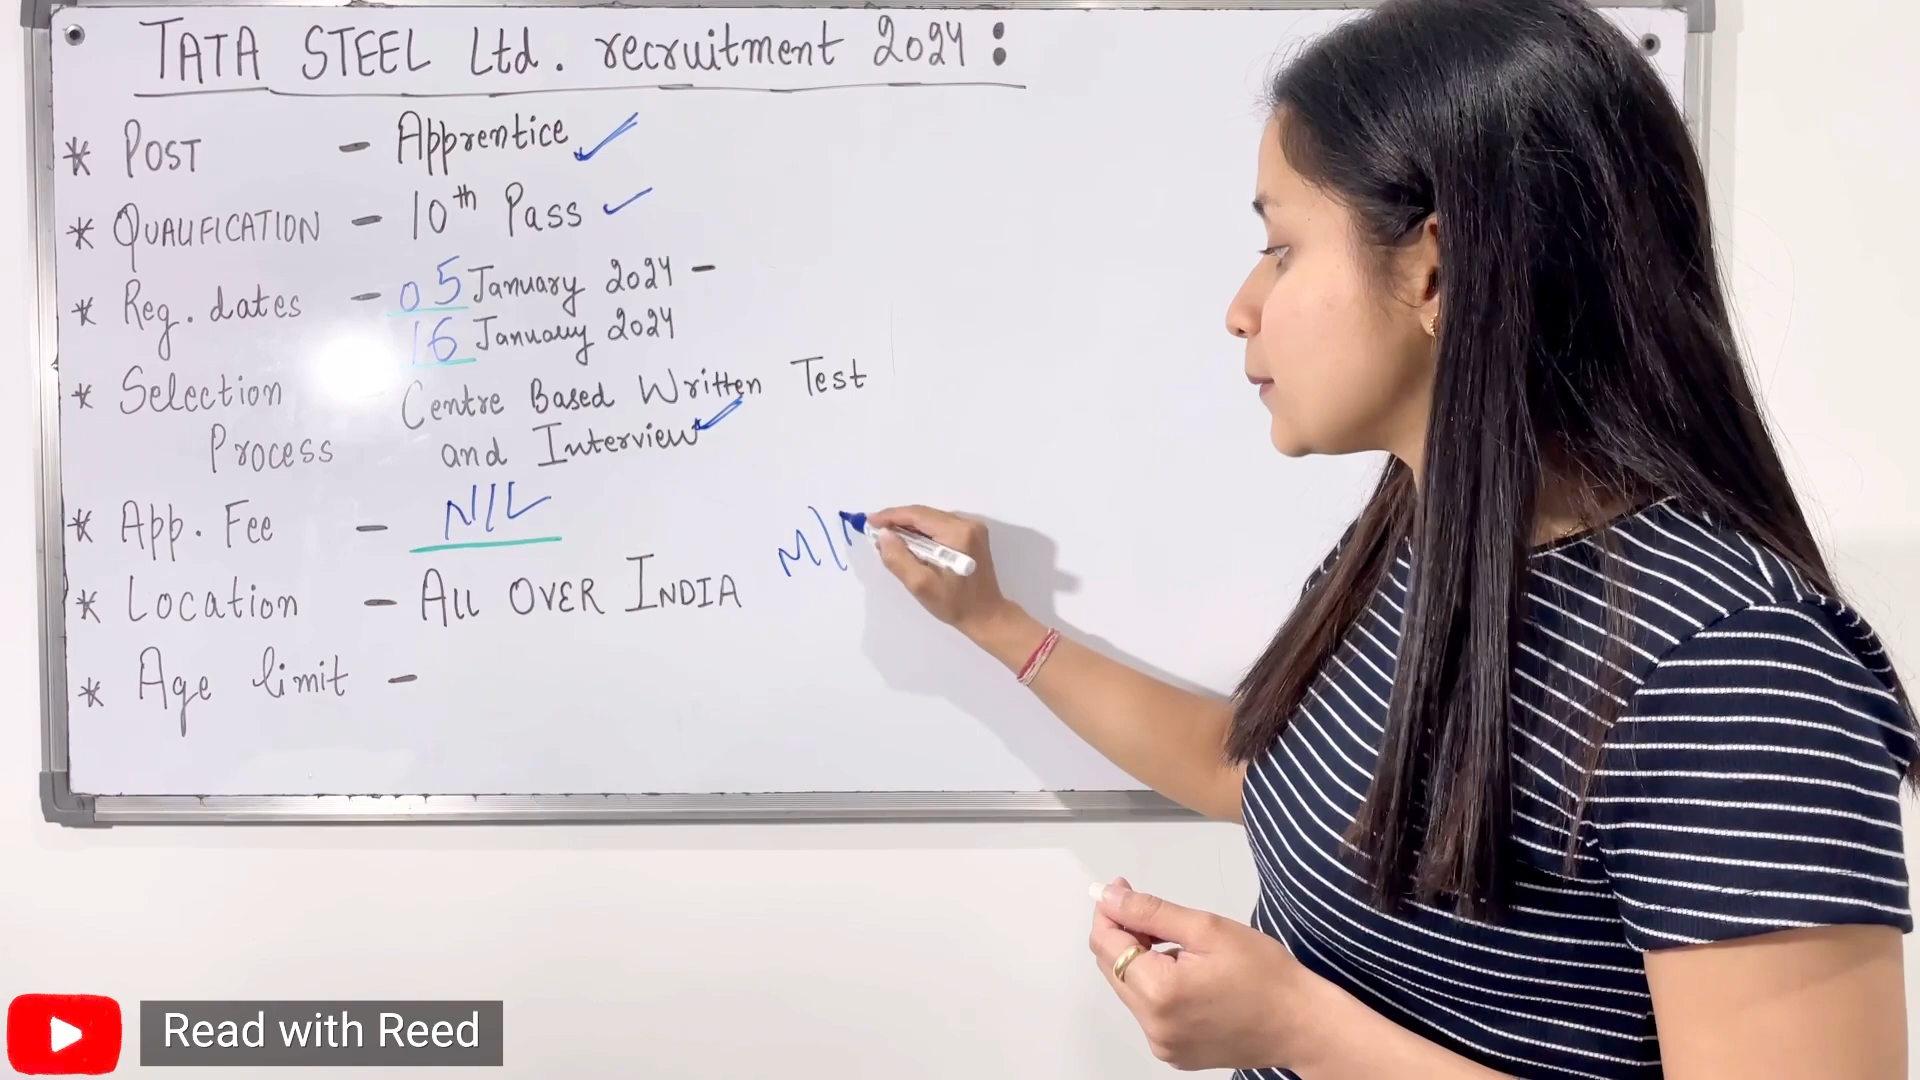 TATA STEEL Ltd. recruitment 2024 :
* POST - Apprentice
* QUALIFICATION - 10th Pass
* Reg. dates - 05 January 2024 -
16 January 2024
* Selection Process - Centre Based Written Test
and Interview
* App. Fee - NIL
* Location - ALL OVER INDIA M/
* Age limit -
Read with Reed